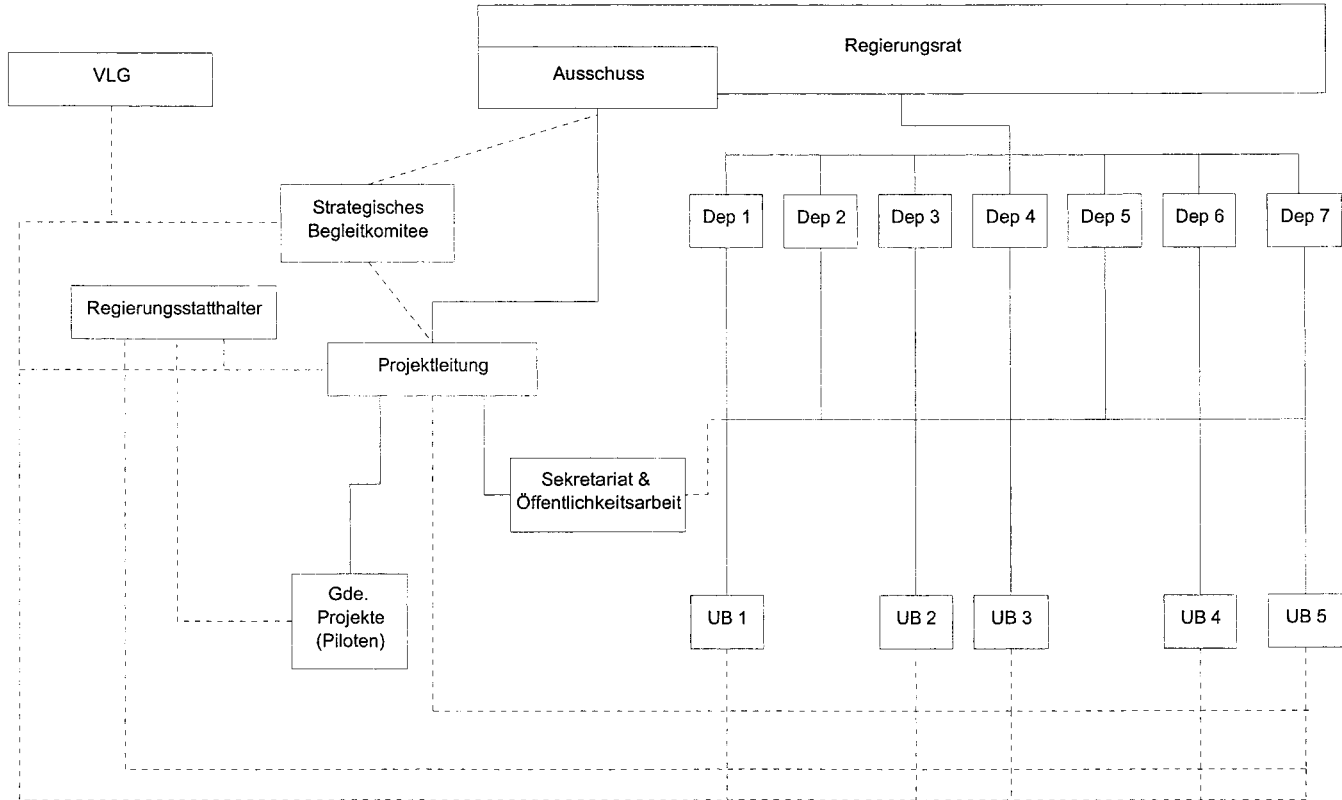 Regierungsrat
VLG
Ausschuss
Strategisches
Begleitkomitee
Dep 1
Dep 2
Dep 3
Dep 4
Dep 5
Dep 6
Dep 7
Regierungsstatthalter
Projektleitung
Sekretariat &
Öffentlichkeitsarbeit
Gde.
Projekte
(Piloten)
UB 1
UB 2
UB 3
UB 4
UB 5